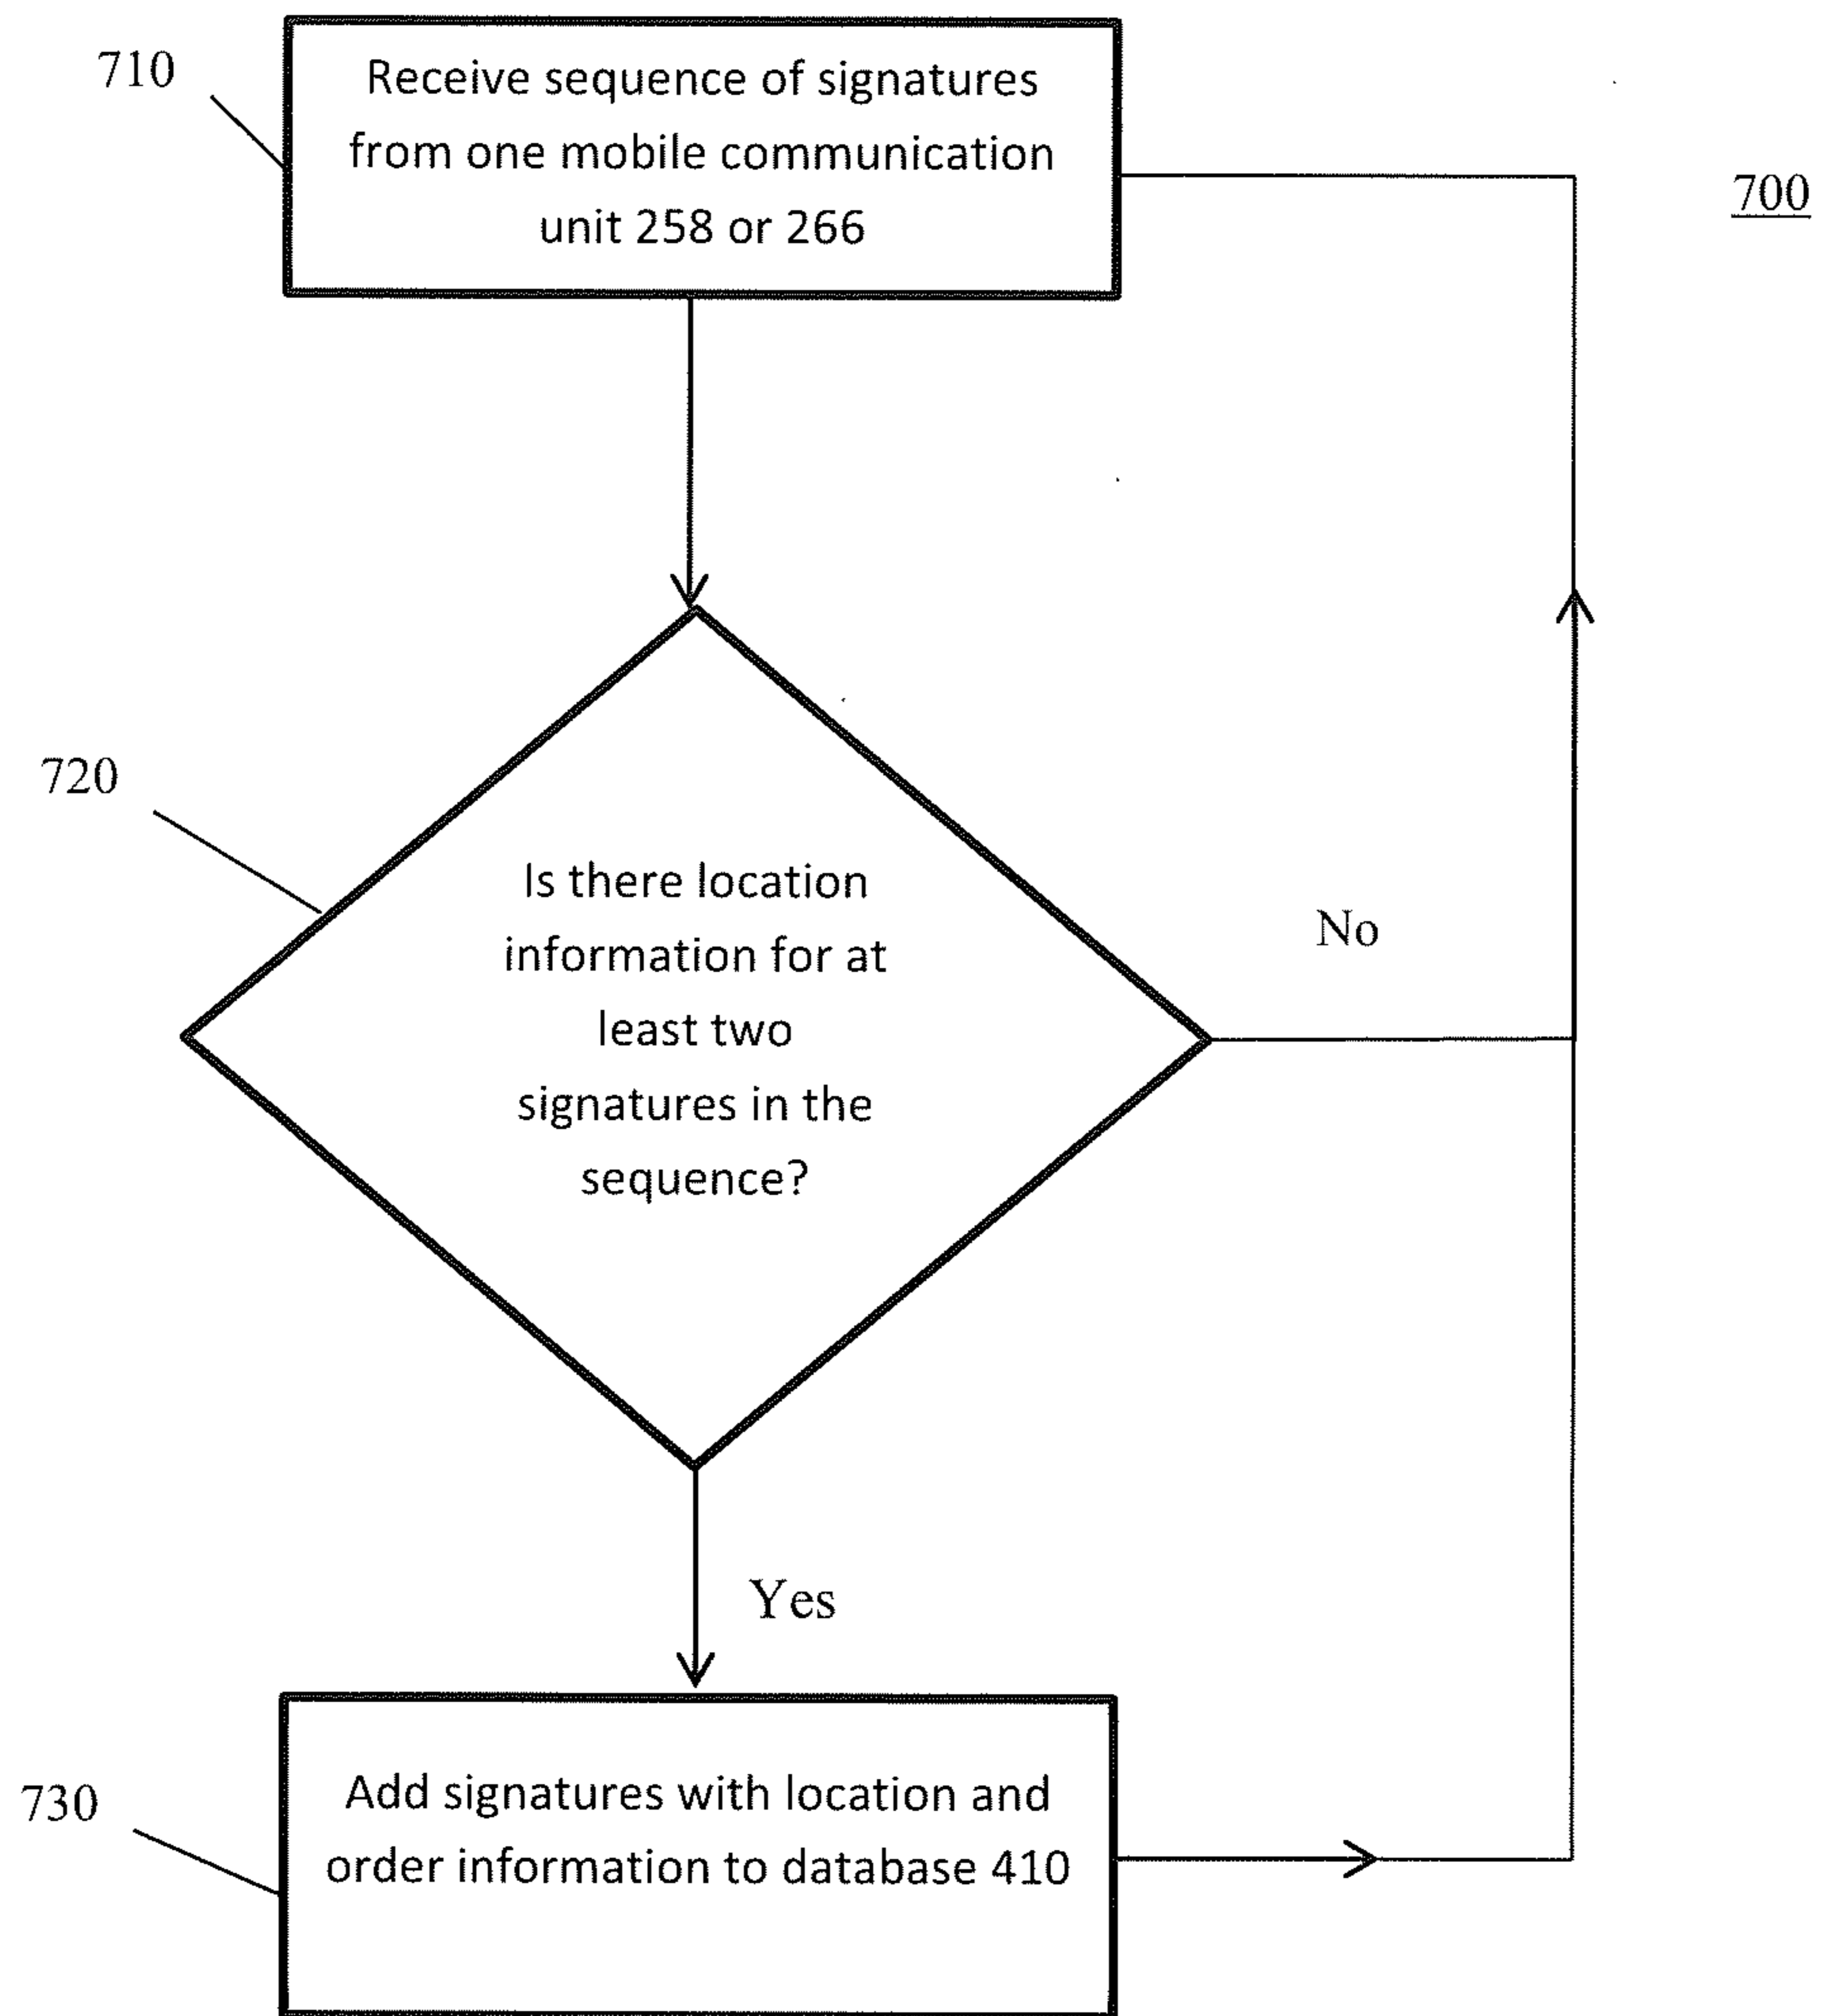 710
Receive sequence of signatures
from one mobile communication
unit 258 or 266
700
720
Is there location
information for at
least two
signatures in the
sequence?
No
Yes
730
Add signatures with location and
order information to database 410